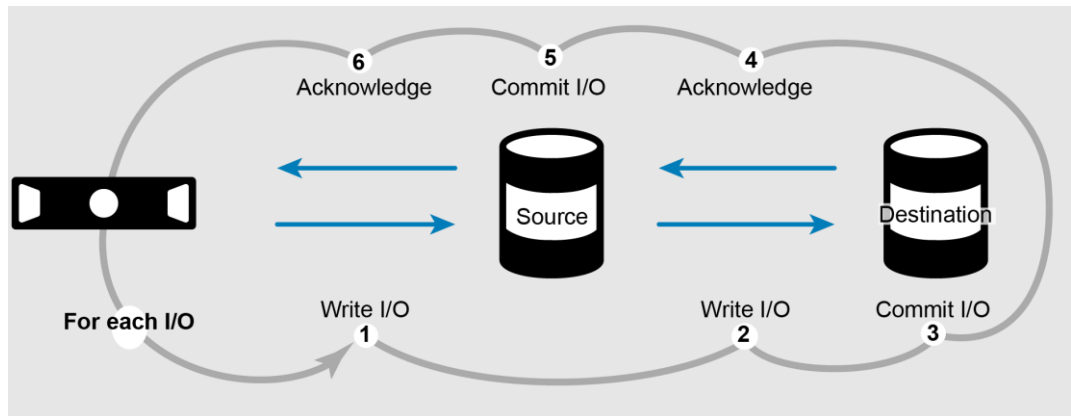 6
5
4
Acknowledge
Commit I/O
Acknowledge
Source
Destination
For each I/O
Write I/O
Write I/O
Commit I/O
1
2
3